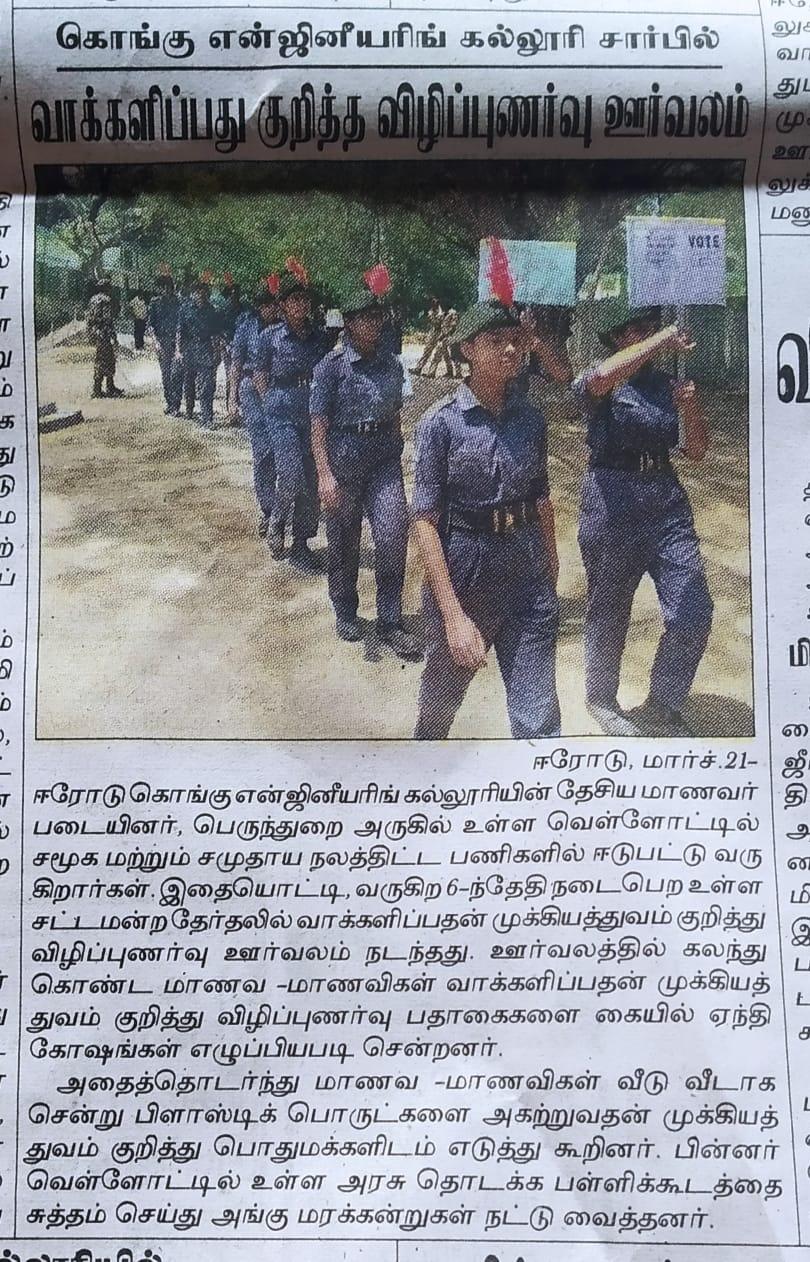 கொங்கு என்ஜினீயரிங் கல்லூரி சார்பில்
வாக்களிப்பது குறித்த விழிப்புணர்வு ஊர்வலம்
VOTE
ஈரோடு, மார்ச்.21-
ஈரோடு கொங்கு என்ஜினீயரிங் கல்லூரியின் தேசிய மாணவர்
படையினர், பெருந்துறை அருகில் உள்ள வெள்ளோட்டில்
சமூக மற்றும் சமுதாய நலத்திட்ட பணிகளில் ஈடுபட்டு வரு
கிறார்கள். இதையொட்டி, வருகிற 6-ந்தேதி நடைபெற உள்ள
சட்டமன்ற தேர்தலில் வாக்களிப்பதன் முக்கியத்துவம் குறித்து
விழிப்புணர்வு ஊர்வலம் நடந்தது. ஊர்வலத்தில் கலந்து
கொண்ட மாணவ -மாணவிகள் வாக்களிப்பதன் முக்கியத்
துவம் குறித்து விழிப்புணர்வு பதாகைகளை கையில் ஏந்தி
கோஷங்கள் எழுப்பியபடி சென்றனர்.
அதைத்தொடர்ந்து மாணவ -மாணவிகள் வீடு வீடாக
சென்று பிளாஸ்டிக் பொருட்களை அகற்றுவதன் முக்கியத்
துவம் குறித்து பொதுமக்களிடம் எடுத்து கூறினர். பின்னர்
வெள்ளோட்டில் உள்ள அரசு தொடக்க பள்ளிக்கூடத்தை
சுத்தம் செய்து அங்கு மரக்கன்றுகள் நட்டு வைத்தனர்.